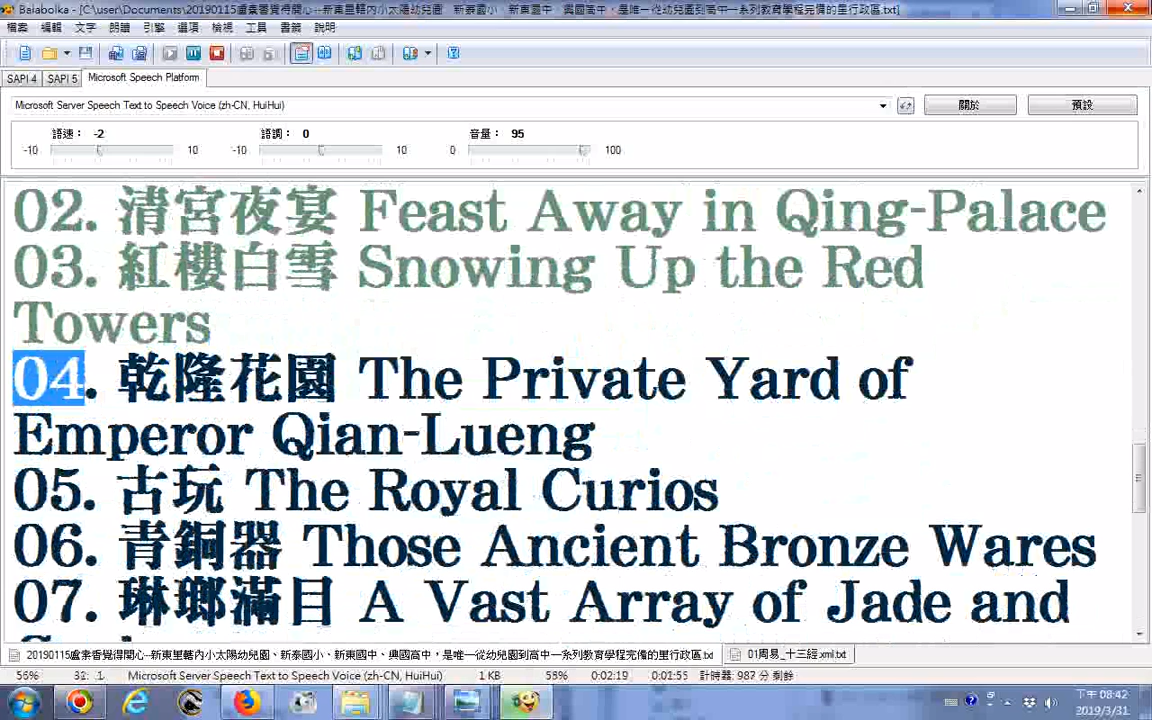 Balabolka - [C:\user\Documents\20190115盧素香覺得開心--新東里轄內小太陽幼兒園、新泰國小、新東國中、興國高中，是唯一從幼兒園到高中一系列教育學程完備的里行政區.txt]
檔案 編輯 文字 朗讀 引擎 選項 檢視 工具 書籤 說明
SAPI 4 SAPI 5 Microsoft Speech Platform
Microsoft Server Speech Text to Speech Voice (zh-CN, HuiHui) 關於 預設
語速： -2 語調： 0 音量： 95
-10 10 -10 10 0 100
02. 清宮夜宴 Feast Away in Qing-Palace
03. 紅樓白雪 Snowing Up the Red
Towers
04. 乾隆花園 The Private Yard of
Emperor Qian-Lueng
05. 古玩 The Royal Curios
06. 青銅器 Those Ancient Bronze Wares
07. 琳瑯滿目 A Vast Array of Jade and
20190115盧素香覺得開心--新東里轄內小太陽幼兒園、新泰國小、新東國中、興國高中，是唯一從幼兒園到高中一系列教育學程完備的里行政區.txt 01周易_十三經.xml.txt
56% 32: 1 Microsoft Server Speech Text to Speech Voice (zh-CN, HuiHui) 1 KB 58% 0:02:19 0:01:55 計時器: 987 分 剩餘
下午 08:42
2019/3/31